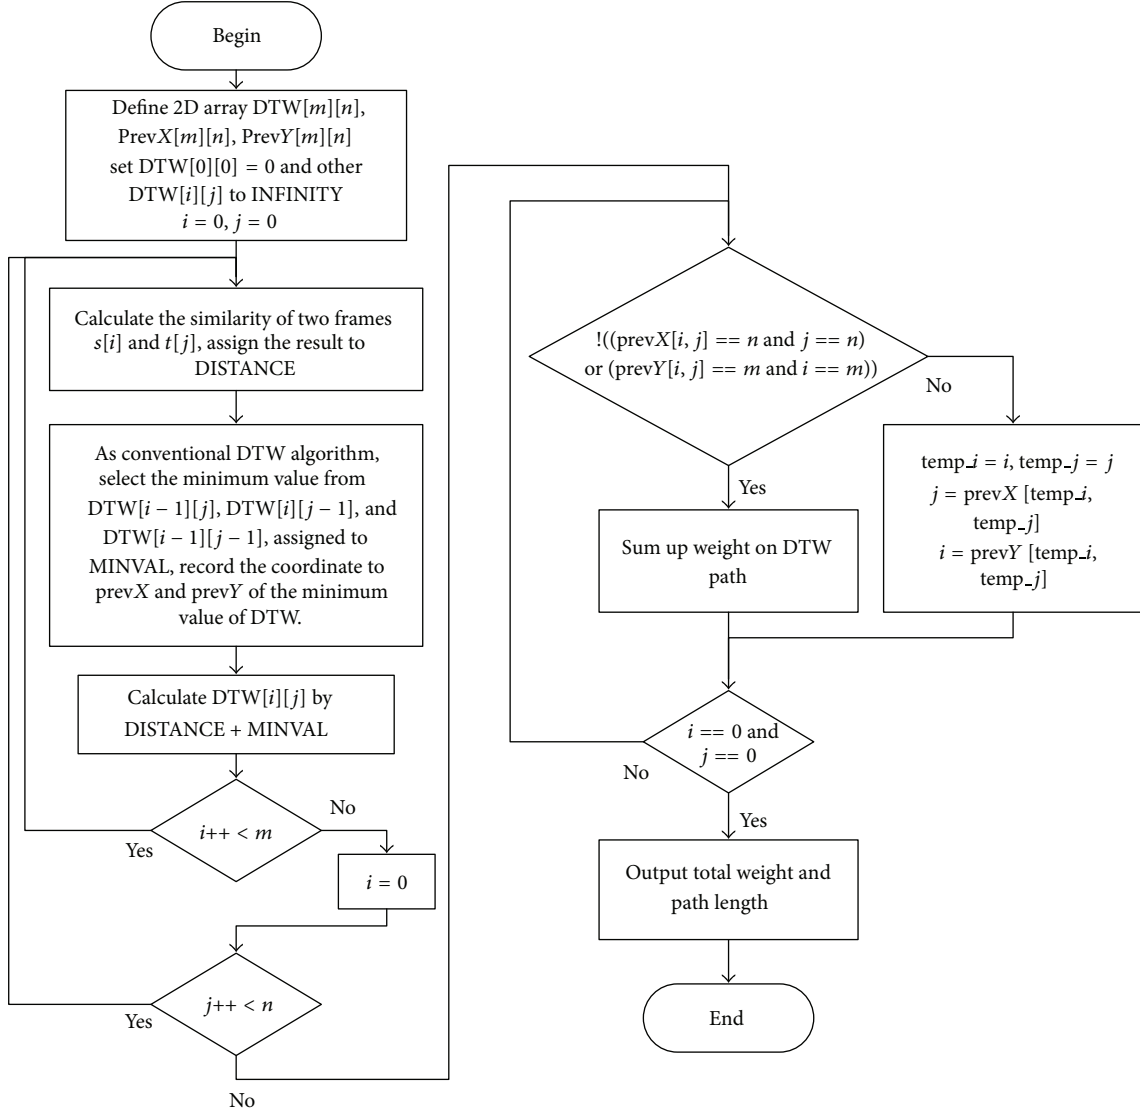 Begin
Define 2D array DTW[m][n],
PrevX[m][n], PrevY[m][n]
set DTW[0][0] = 0 and other
DTW[i][j] to INFINITY
i = 0, j = 0
Calculate the similarity of two frames
s[i] and t[j], assign the result to
DISTANCE
As conventional DTW algorithm,
select the minimum value from
DTW[i − 1][j], DTW[i][j − 1], and
DTW[i − 1][j − 1], assigned to
MINVAL, record the coordinate to
prevX and prevY of the minimum
value of DTW.
Calculate DTW[i][j] by
DISTANCE + MINVAL
i++ < m
No
Yes
i = 0
j++ < n
Yes
No
!((prevX[i, j] == n and j == n)
or (prevY[i, j] == m and i == m))
No
Yes
temp_i = i, temp_j = j
j = prevX [temp_i,
temp_j]
i = prevY [temp_i,
temp_j]
Sum up weight on DTW
path
i == 0 and
j == 0
No
Yes
Output total weight and
path length
End